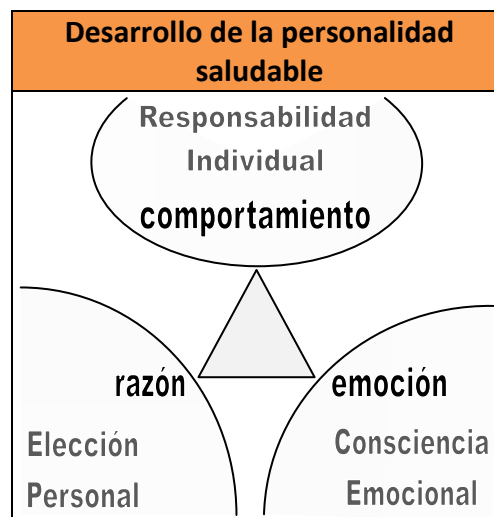 Desarrollo de la personalidad
saludable
Responsabilidad
Individual
comportamiento
razón
emoción
Elección
Personal
Consciencia
Emocional